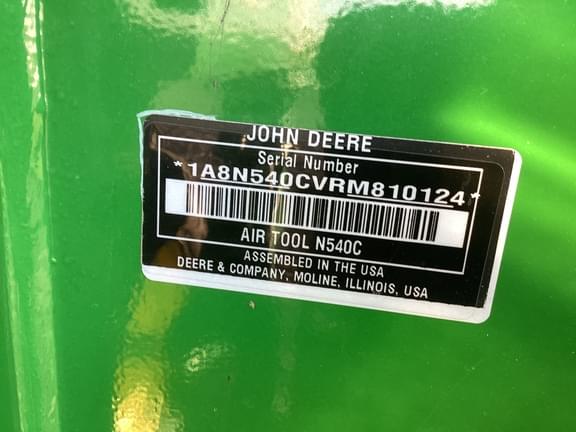 JOHN DEERE
Serial Number
*1A8N540CVRM810124*
AIR TOOL N540C
ASSEMBLED IN THE USA
DEERE & COMPANY, MOLINE, ILLINOIS, USA